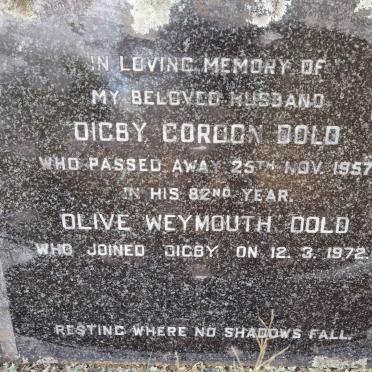 IN LOVING MEMORY OF
MY BELOVED HUSBAND
DIGBY GORDON DOLD
WHO PASSED AWAY 25TH NOV. 1957
IN HIS 82ND YEAR.
OLIVE WEYMOUTH DOLD
WHO JOINED DIGBY ON 12. 3. 1972.
RESTING WHERE NO SHADOWS FALL.